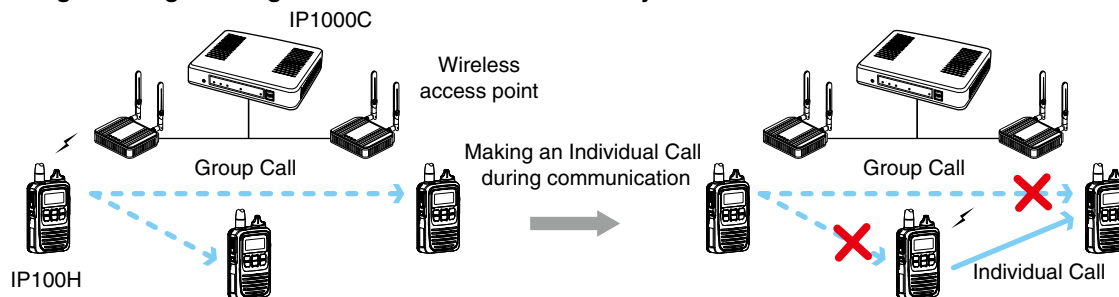 IP1000C
Wireless
access point
Group Call
IP100H
Making an Individual Call
during communication
Group Call
Individual Call